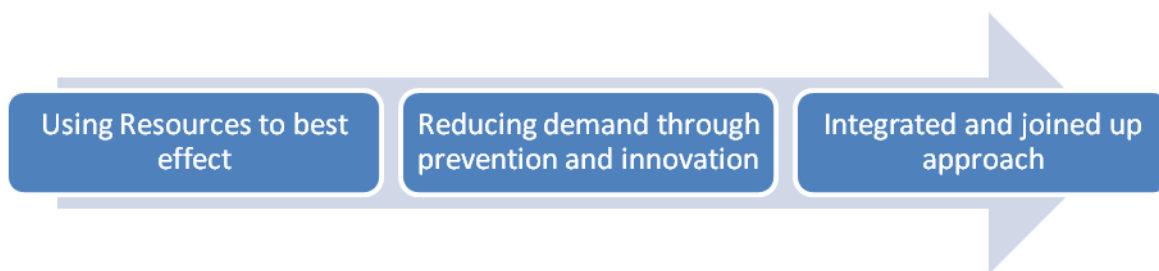 Using Resources to best
effect
Reducing demand through
prevention and innovation
Integrated and joined up
approach